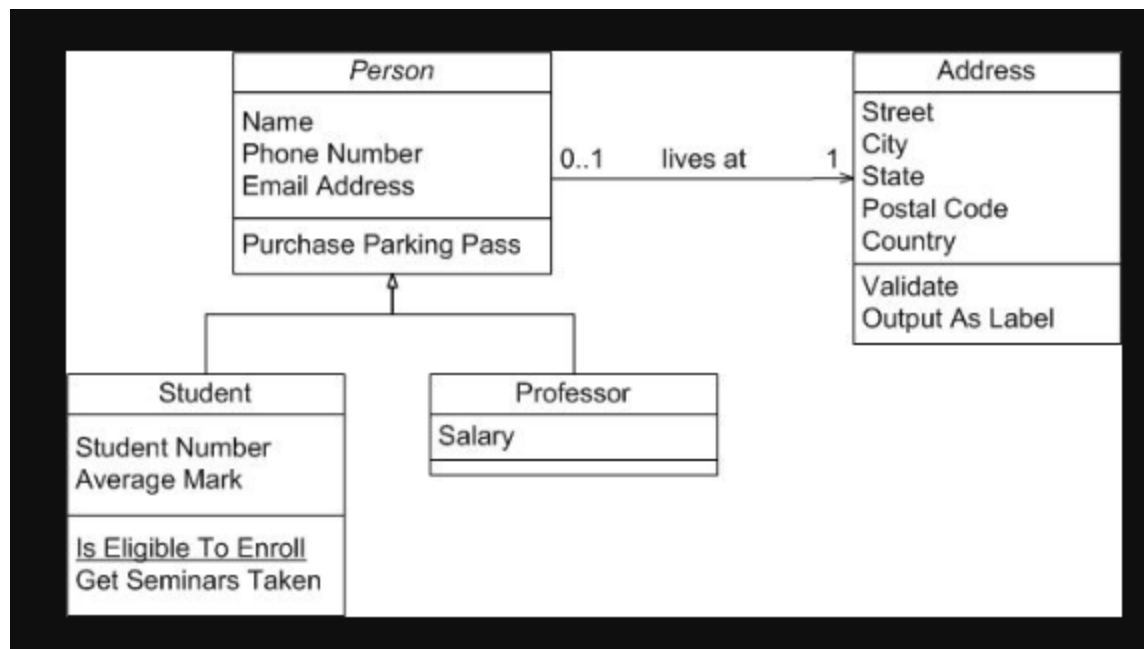 Person
Name
Phone Number
Email Address
Purchase Parking Pass
0..1 lives at 1
Address
Street
City
State
Postal Code
Country
Validate
Output As Label
Student
Student Number
Average Mark
Is Eligible To Enroll
Get Seminars Taken
Professor
Salary